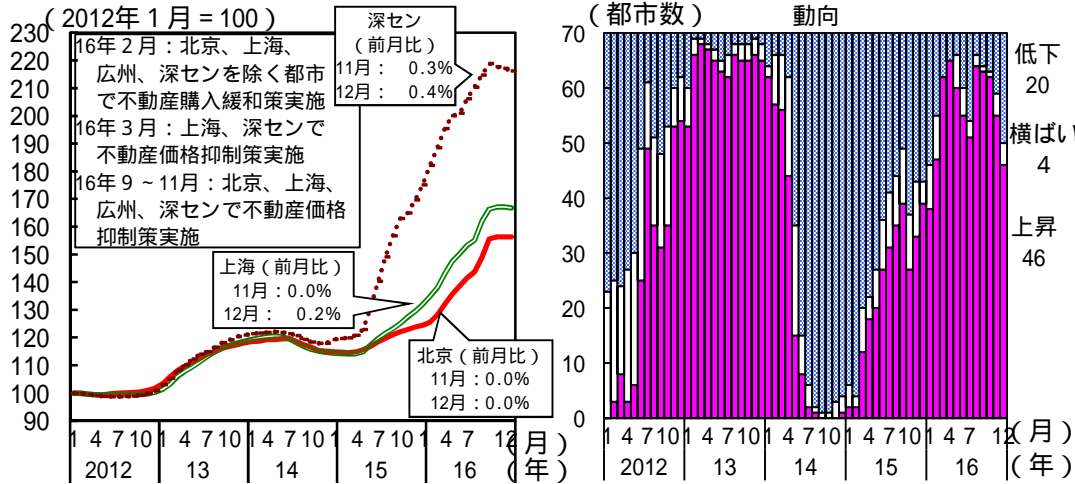 (2012年1月=100)
230
220
210
200
190
180
170
160
150
140
130
120
110
100
90
16年2月:北京、上海、
広州、深センを除く都市
で不動産購入緩和策実施
16年3月:上海、深センで
不動産価格抑制策実施
16年9~11月:北京、上海、
広州、深センで不動産価格
抑制策実施
深セン
(前月比)
11月: 0.3%
12月: 0.4%
上海(前月比)
11月:0.0%
12月: 0.2%
北京(前月比)
11月:0.0%
12月:0.0%
1 4 7 10 1 4 7 10 1 4 7 10 1 4 7 10 1 4 7 12(月)
2012 13 14 15 16 (年)
(都市数) 動向
70
60
50
40
30
20
10
0
低下
20
横ばい
4
上昇
46
1 4 7 10 1 4 7 10 1 4 7 10 1 4 7 10 1 4 7 12(月)
2012 13 14 15 16 (年)